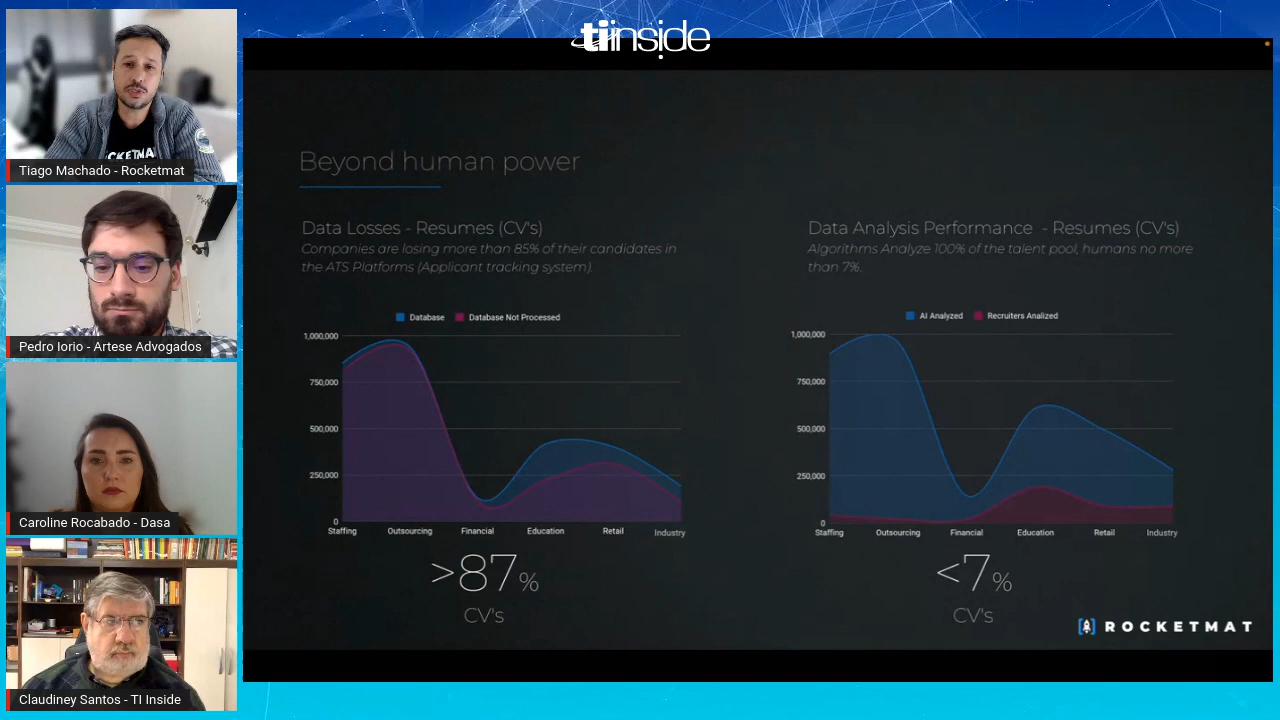 tiinside
CKETMA
Tiago Machado - Rocketmat
Pedro Iorio - Artese Advogados
Caroline Rocabado - Dasa
Claudiney Santos - TI Inside
Beyond human power
Data Losses - Resumes (CV's)
Companies are losing more than 85% of their candidates in
the ATS Platforms (Applicant tracking system).
Database Database Not Processed
1,000,000
750,000
500,000
250,000
0
Staffing Outsourcing Financial Education Retail Industry
>87%
CV's
Data Analysis Performance - Resumes (CV's)
Algorithms Analyze 100% of the talent pool, humans no more
than 7%.
AI Analyzed Recruiters Analized
1,000,000
750,000
500,000
250,000
0
Staffing Outsourcing Financial Education Retail Industry
<7%
CV's
ROCKETMAT